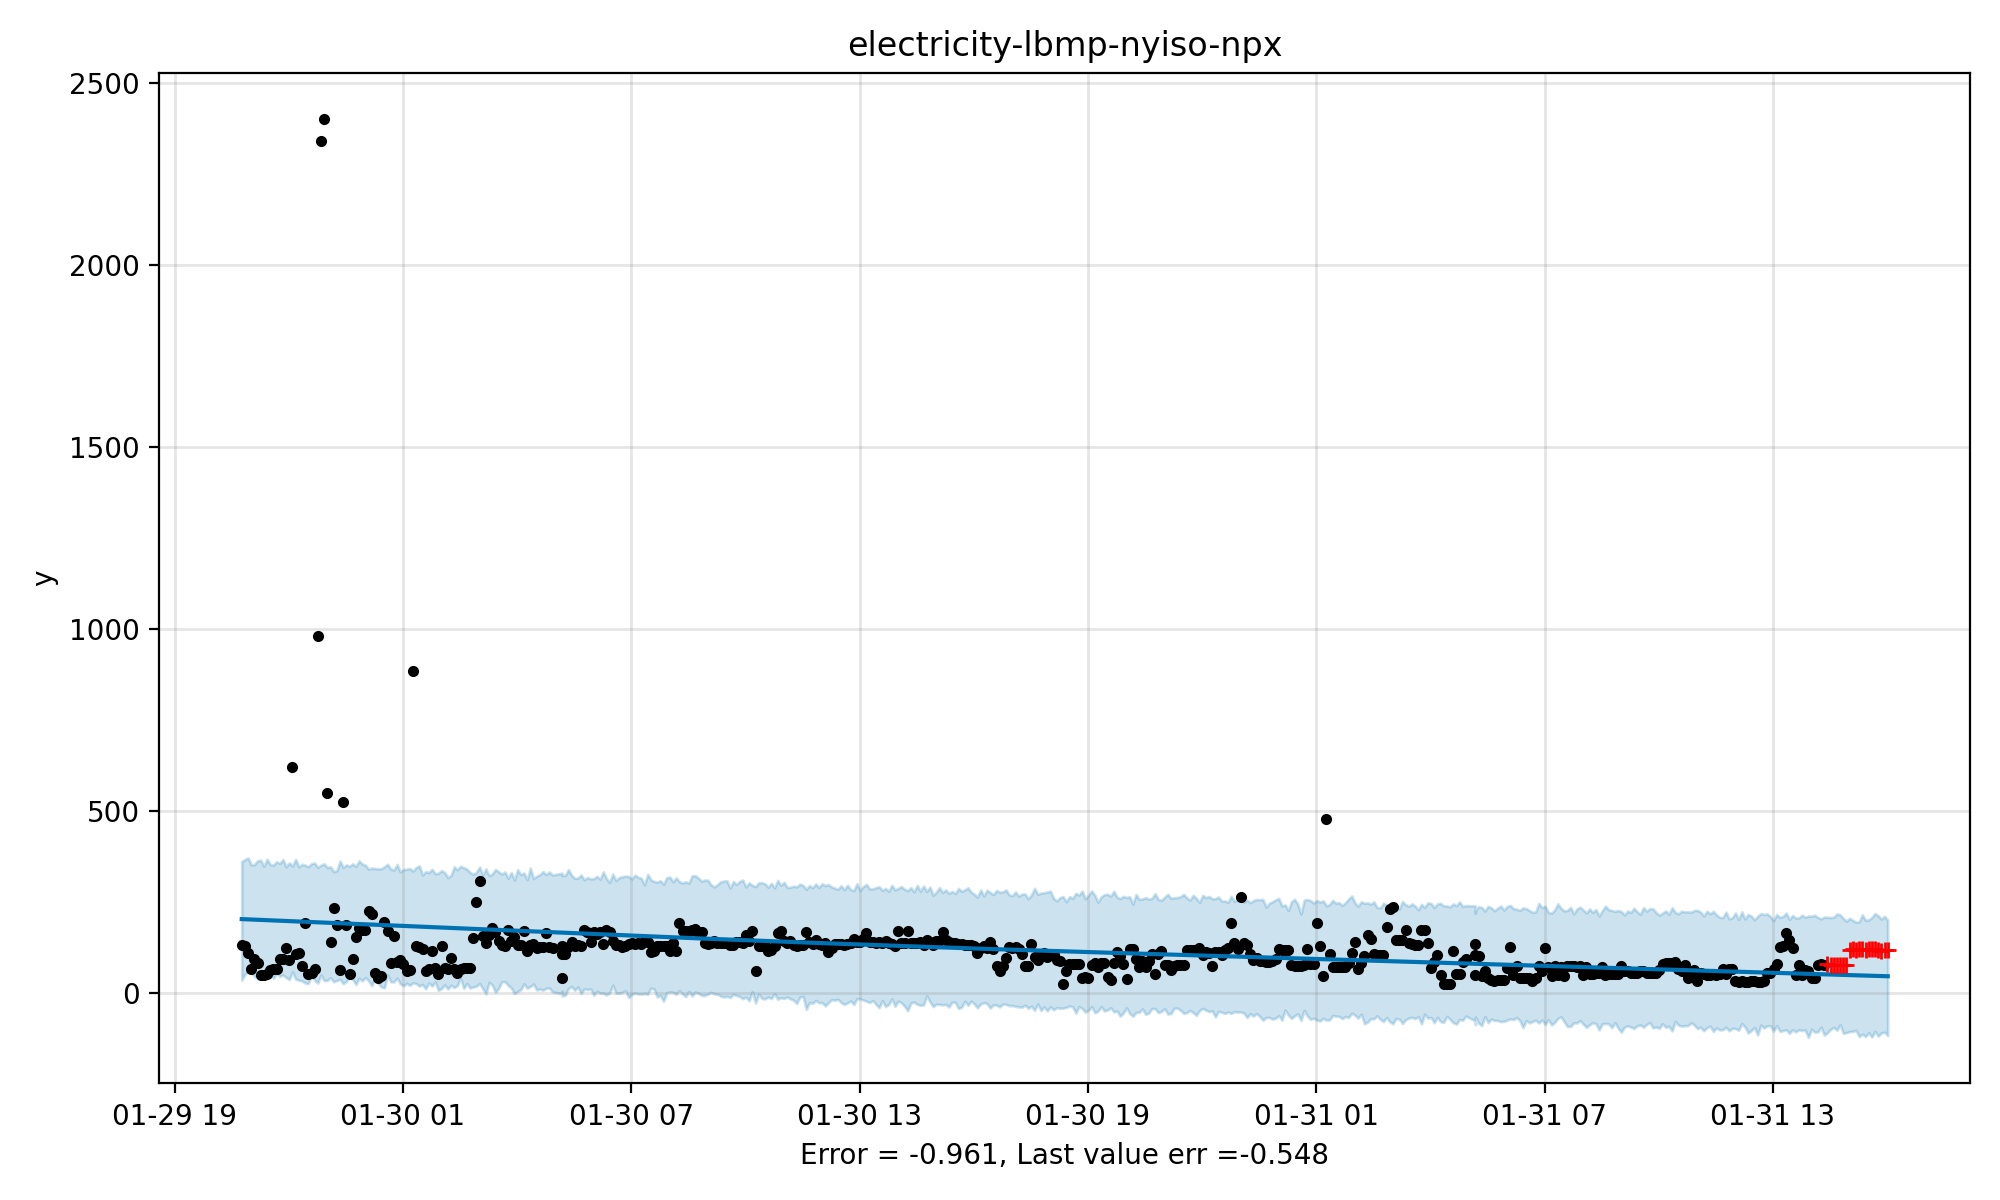 electricity-lbmp-nyiso-npx
2500
2000
1500
1000
500
0
y
01-29 19 01-30 01 01-30 07 01-30 13 01-30 19 01-31 01 01-31 07 01-31 13
Error = -0.961, Last value err =-0.548